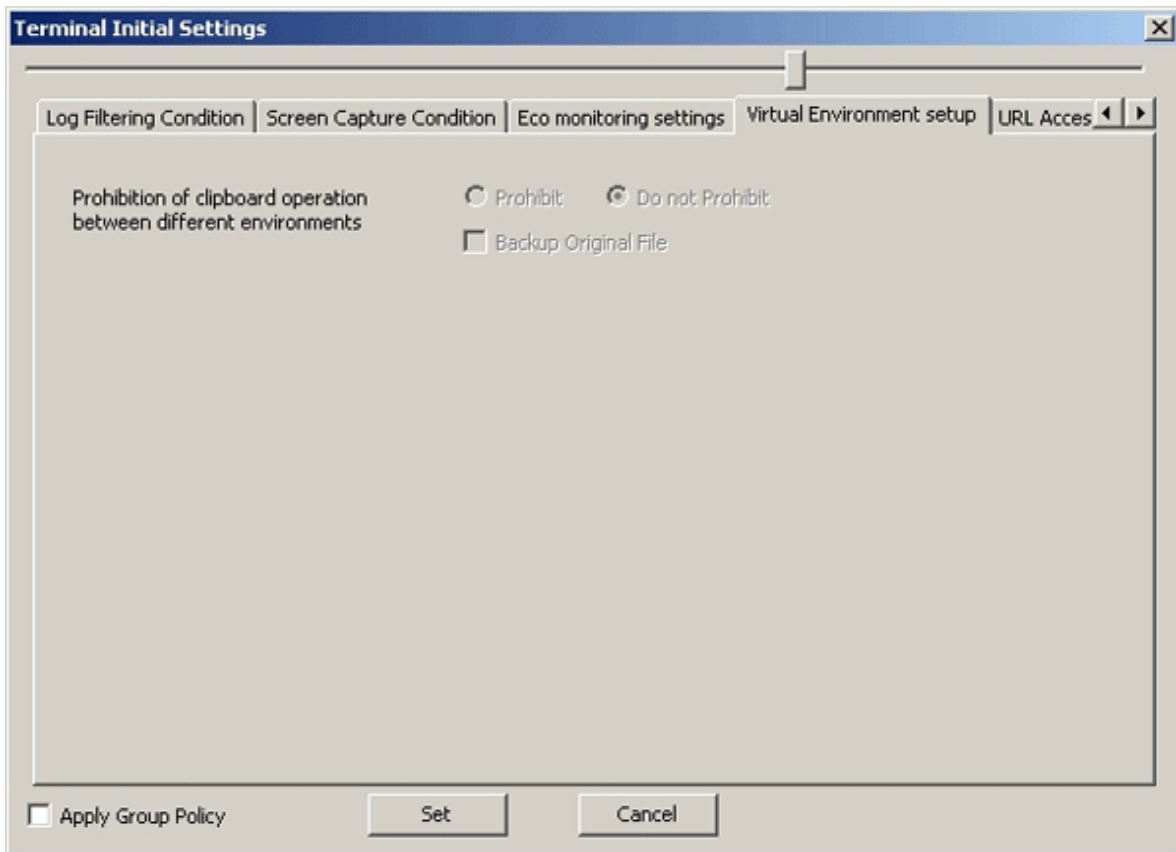 Terminal Initial Settings
Log Filtering Condition
Screen Capture Condition
Eco monitoring settings
Virtual Environment setup
URL Acces
Prohibition of clipboard operation
between different environments
Prohibit
Do not Prohibit
Backup Original File
Apply Group Policy
Set
Cancel